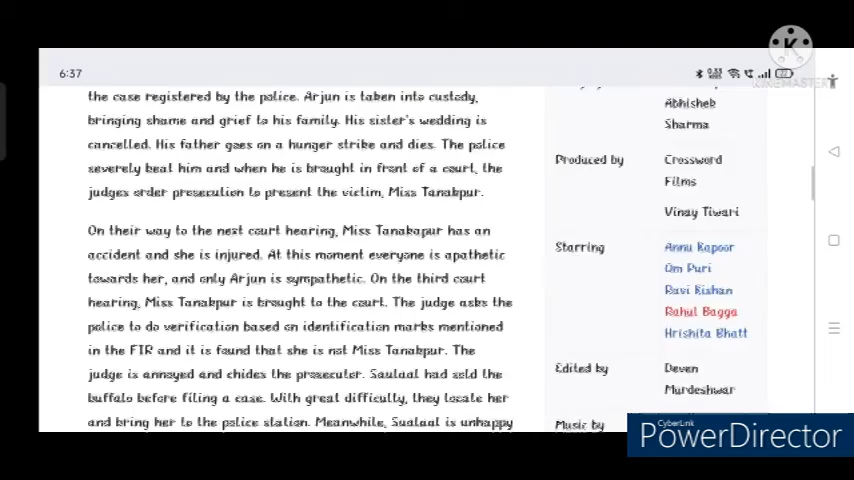 6:37
KINEMASTER
the case registered by the police. Arjun is taken into custody,
bringing shame and grief to his family. His sister's wedding is
cancelled. His father goes on a hunger strike and dies. The police
severely beat him and when he is brought in front of a court, the
judges order prosecution to present the victim, Miss Tanakpur.
On their way to the next court hearing, Miss Tanakapur has an
accident and she is injured. At this moment everyone is apathetic
towards her, and only Arjun is sympathetic. On the third court
hearing, Miss Tanakpur is brought to the court. The judge asks the
police to do verification based on identification marks mentioned
in the FIR and it is found that she is not Miss Tanakpur. The
judge is annoyed and chides the prosecuter. Saulaal had sold the
buffalo before filing a case. With great difficulty, they locate her
and bring her to the police station. Meanwhile, Sualaal is unhappy
Abhisheb
Sharma
Produced by Crossword
Films
Vinay Tiwari
Starring Annu Kapoor
Om Puri
Ravi Kishan
Rahul Bagga
Hrishita Bhatt
Edited by Deven
Murdeshwar
Music by
CyberLink
PowerDirector